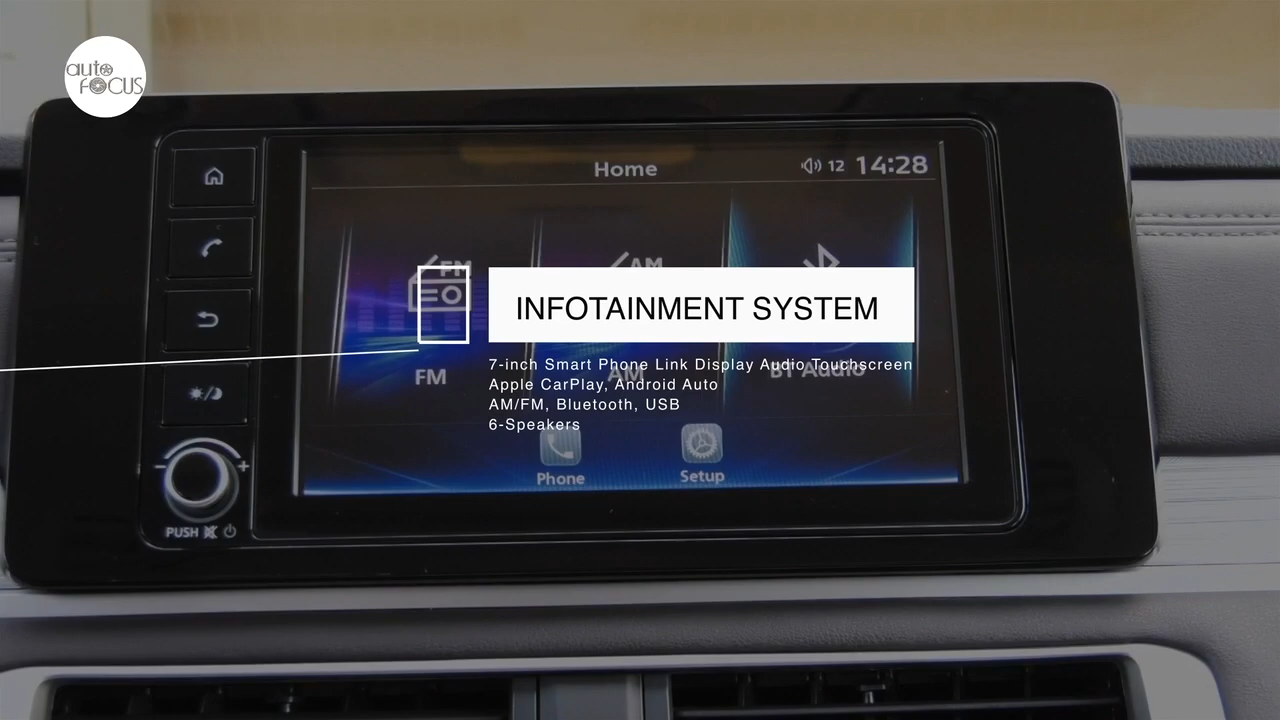 auto
FOCUS
Home
12 14:28
FM
AM
INFOTAINMENT SYSTEM
7-inch Smart Phone Link Display Audio Touchscreen
Apple CarPlay, Android Auto
AM/FM, Bluetooth, USB
6-Speakers
FM
AM
BT Audio
Phone
Setup
PUSH